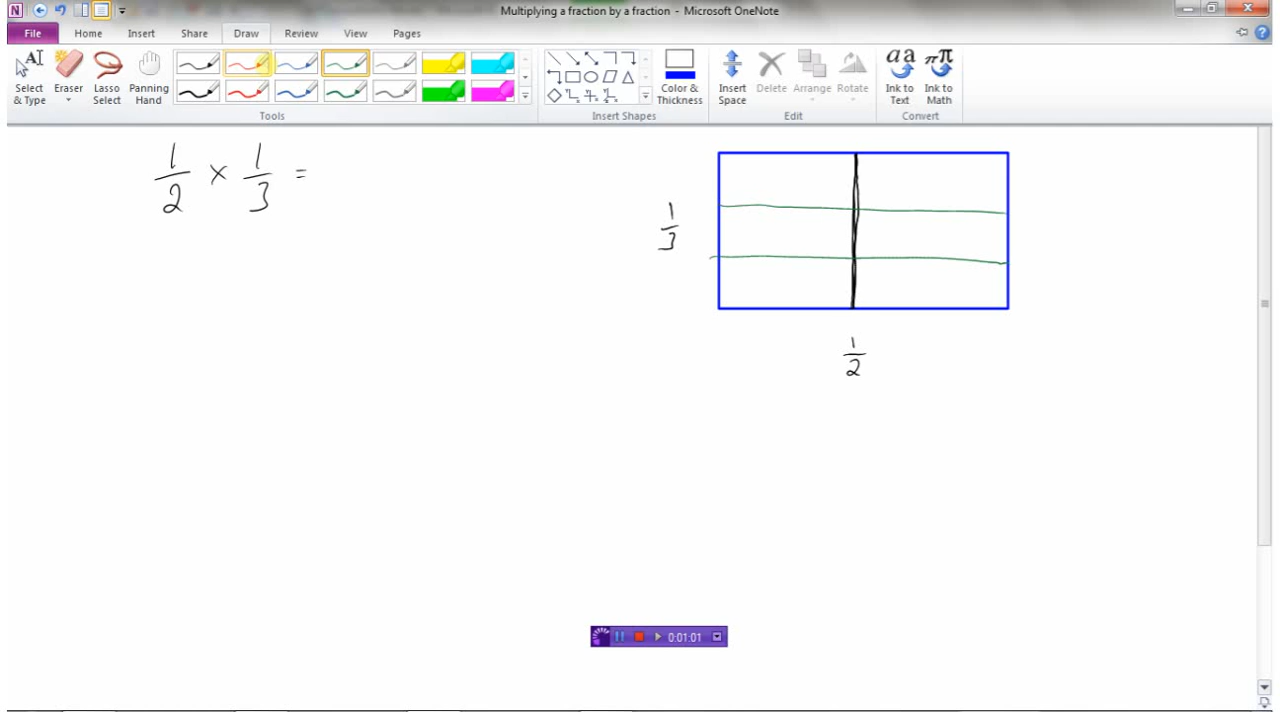 Multiplying a fraction by a fraction - Microsoft OneNote
File Home Insert Share Draw Review View Pages
Select & Type
Eraser
Lasso Select
Panning Hand
Color & Thickness
Insert Space
Delete
Arrange
Rotate
Ink to Text
Ink to Math
Tools
Insert Shapes
Edit
Convert
1/2 × 1/3 =
1/3
1/2
0:01:01